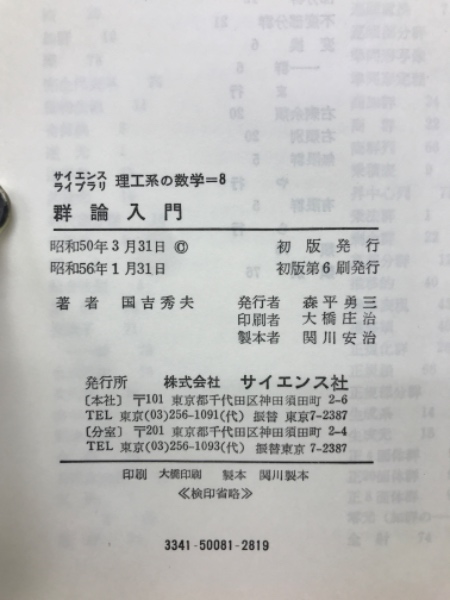 サイエンス
ライブラリ 理工系の数学=8
群論入門
昭和50年3月31日 © 初版発行
昭和56年1月31日 初版第6刷発行
著者 国吉秀夫 発行者 森平勇三
印刷者 大橋庄治
製本者 関川安治
発行所 株式会社 サイエンス社
[本社] 〒101 東京都千代田区神田須田町 2-6
TEL 東京(03)256-1091(代) 振替 東京7-2387
[分室] 〒201 東京都千代田区神田須田町 2-4
TEL 東京(03)256-1092(代) 振替東京7-2387
印刷 大橋印刷 製本 関川製本
≪検印省略≫
3341-50081-2819